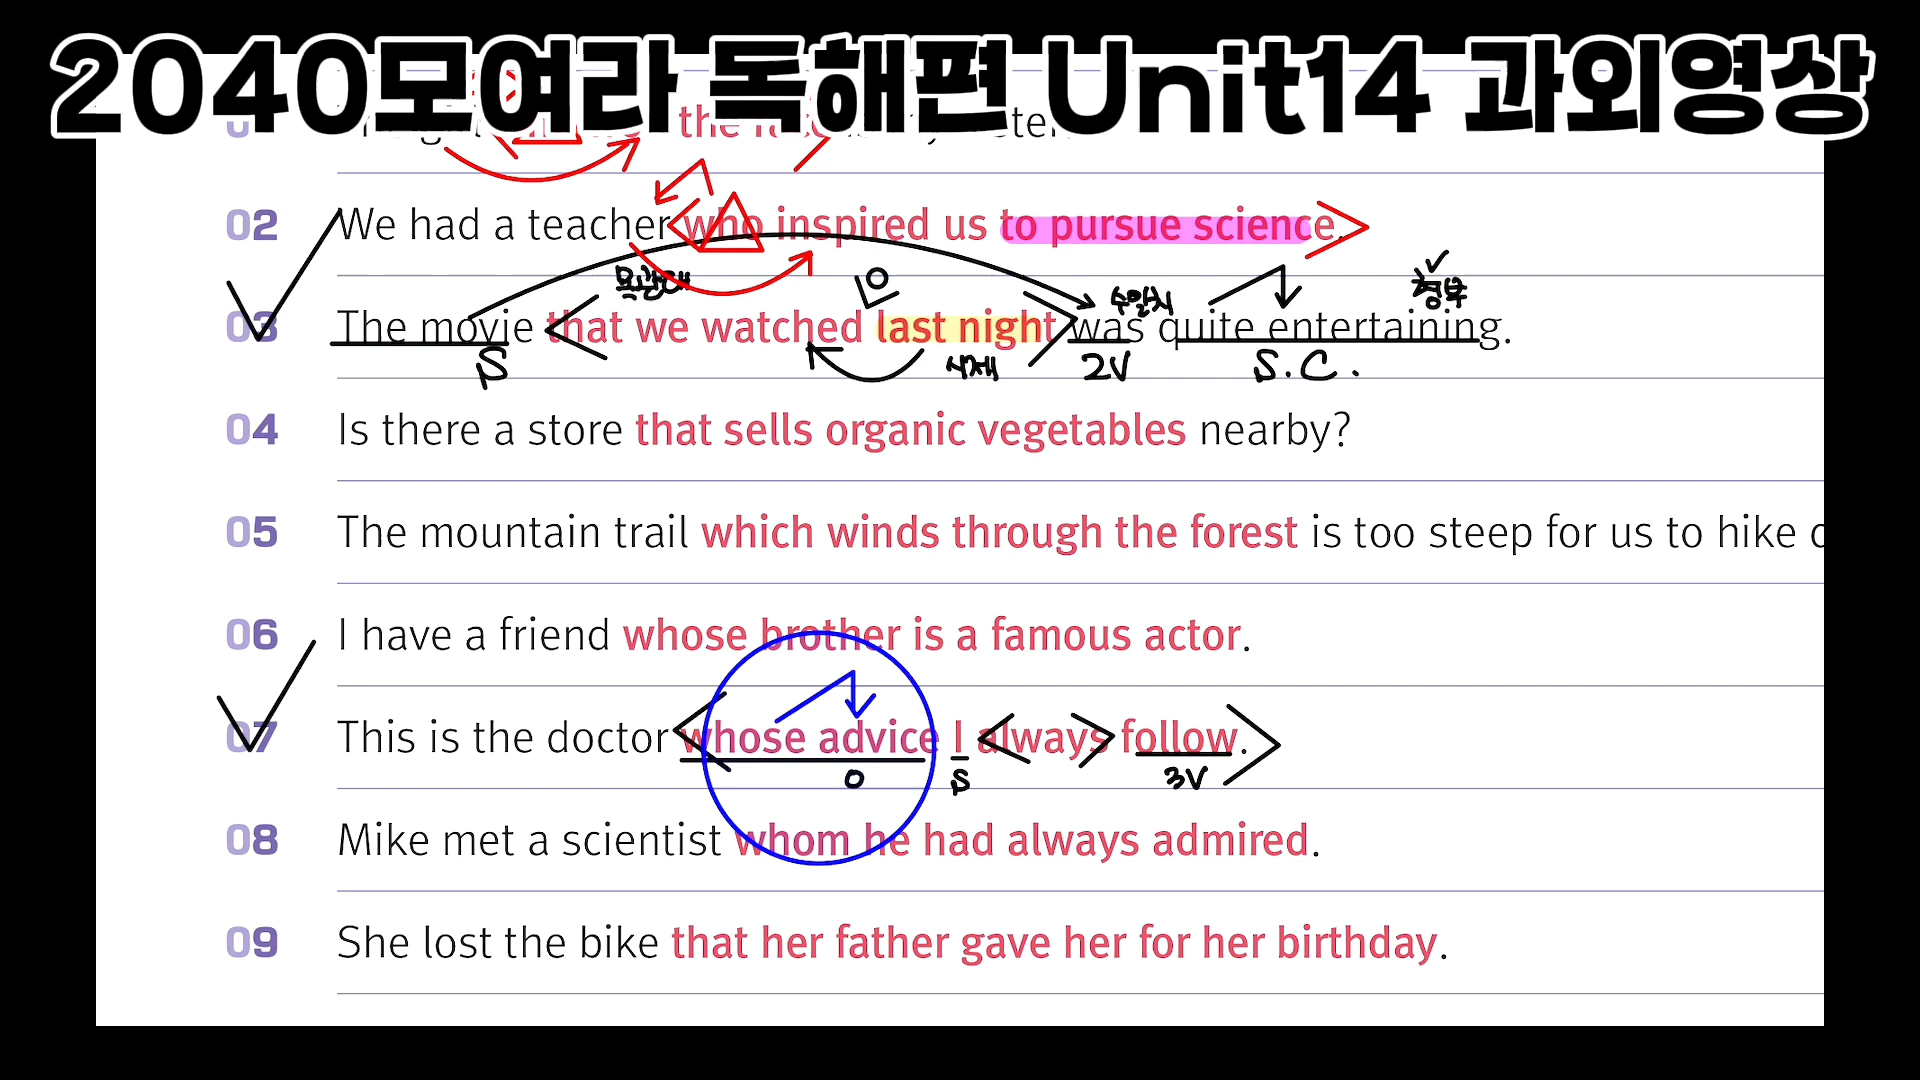 2040모여라 독해편 Unit14 과외영상
the
02 We had a teacher who inspired us to pursue science.
목관대 O 수일치
03 The movie that we watched last night was quite entertaining.
S 시제 2V S.C.
04 Is there a store that sells organic vegetables nearby?
05 The mountain trail which winds through the forest is too steep for us to hike
06 I have a friend whose brother is a famous actor.
07 This is the doctor whose advice I always follow.
O S 3V
08 Mike met a scientist whom he had always admired.
09 She lost the bike that her father gave her for her birthday.